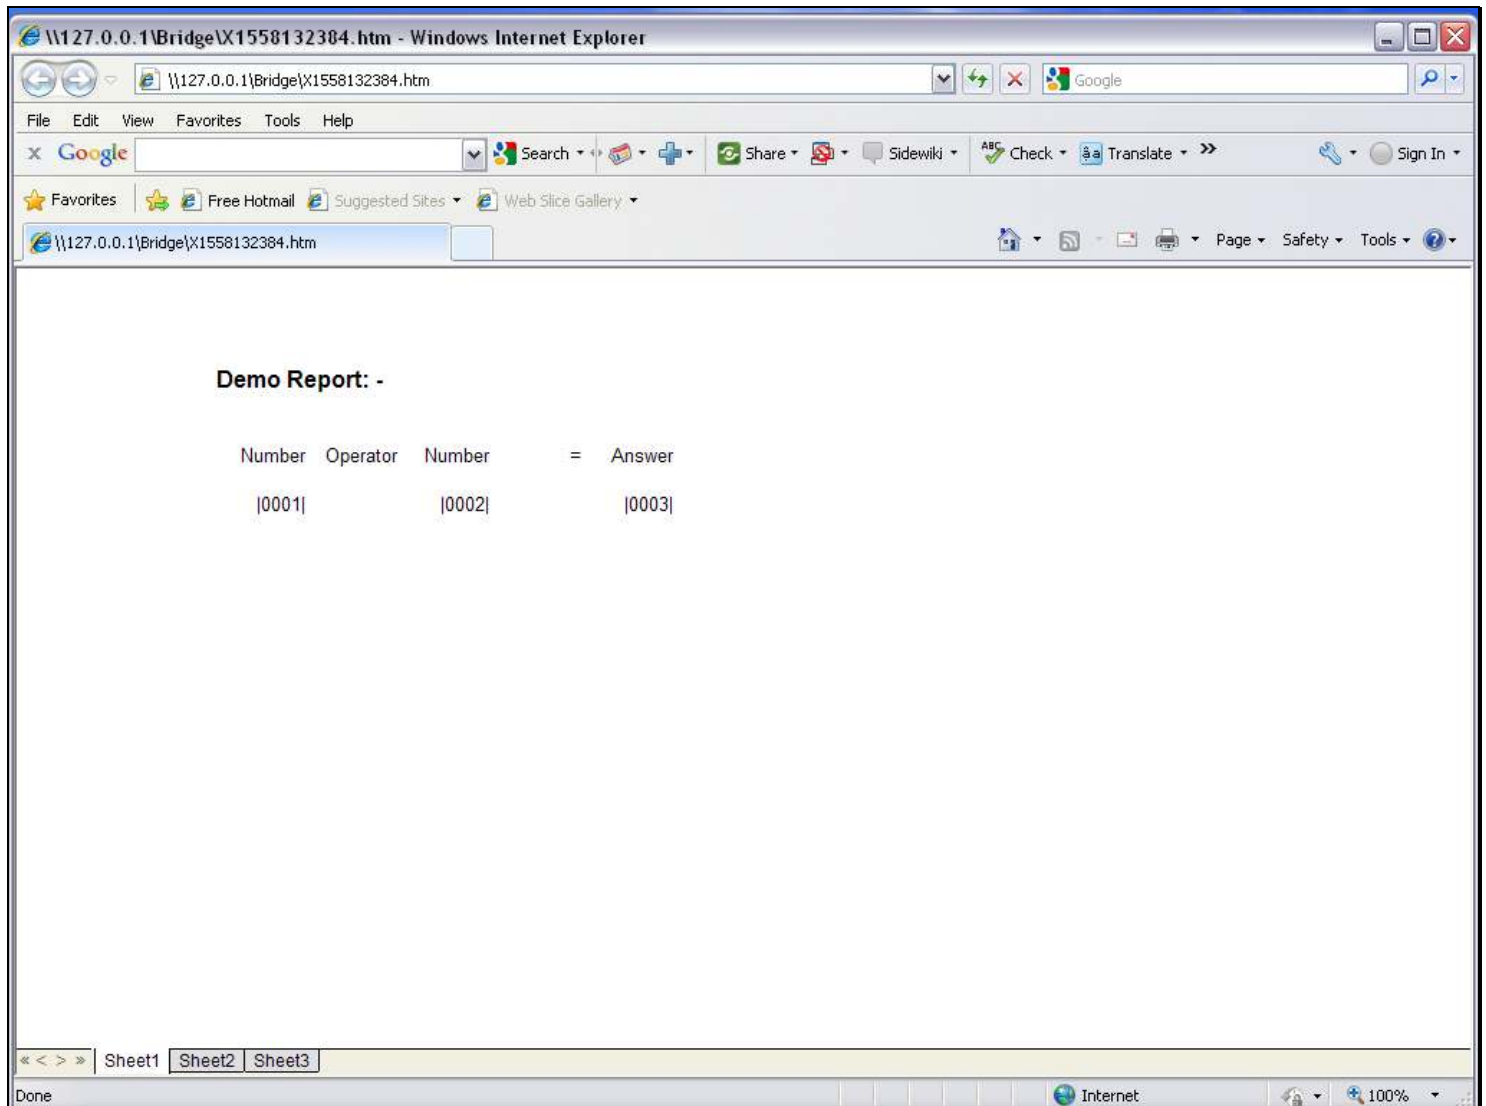 \\127.0.0.1\Bridge\X1558132384.htm - Windows Internet Explorer
\\127.0.0.1\Bridge\X1558132384.htm Google
File Edit View Favorites Tools Help
x Google Search Share Sidewiki ABC Check âa Translate » Sign In
Favorites Free Hotmail Suggested Sites Web Slice Gallery
\\127.0.0.1\Bridge\X1558132384.htm Page Safety Tools
Demo Report: -
Number Operator Number = Answer
|0001| |0002| |0003|
« < > » Sheet1 Sheet2 Sheet3
Done Internet 100%